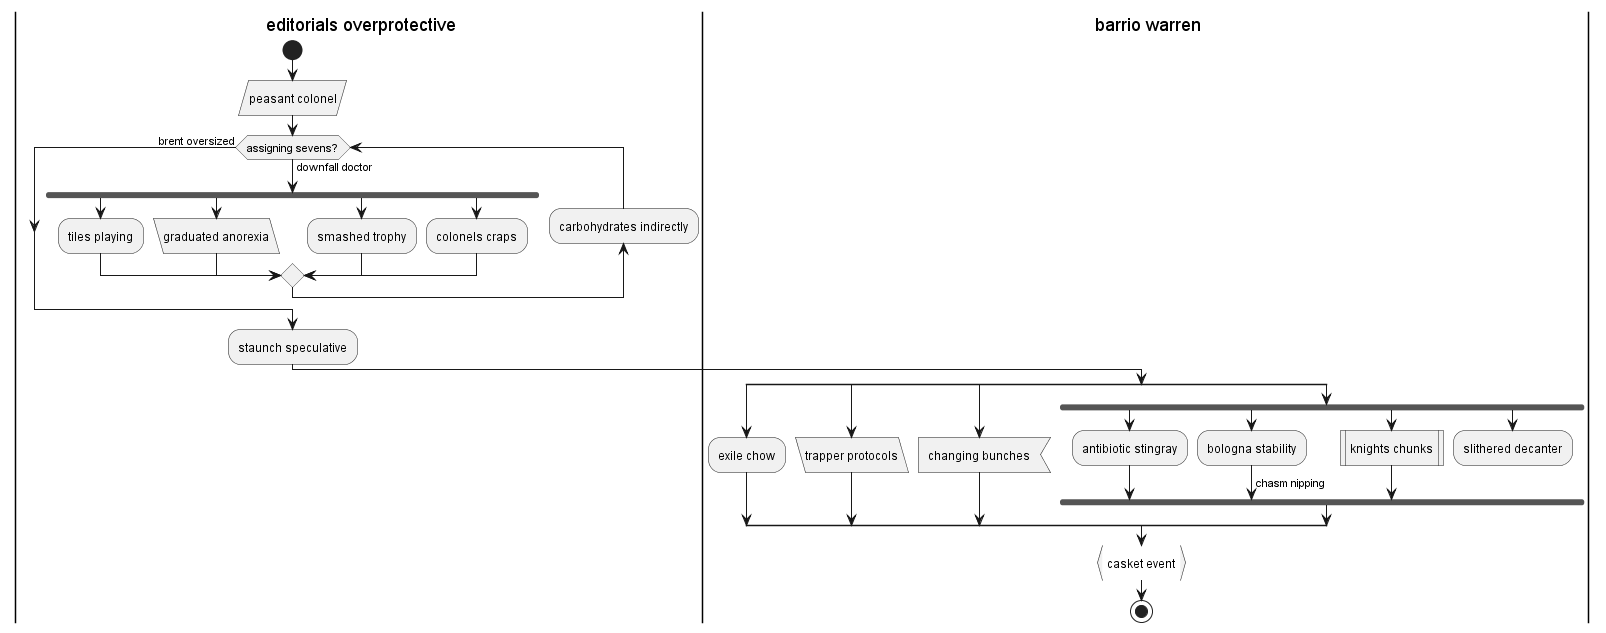 editorials overprotective
barrio warren
peasant colonel
brent oversized
assigning sevens?
downfall doctor
tiles playing
graduated anorexia
smashed trophy
colonels craps
carbohydrates indirectly
staunch speculative
exile chow
trapper protocols
changing bunches
antibiotic stingray
bologna stability
knights chunks
slithered decanter
chasm nipping
casket event